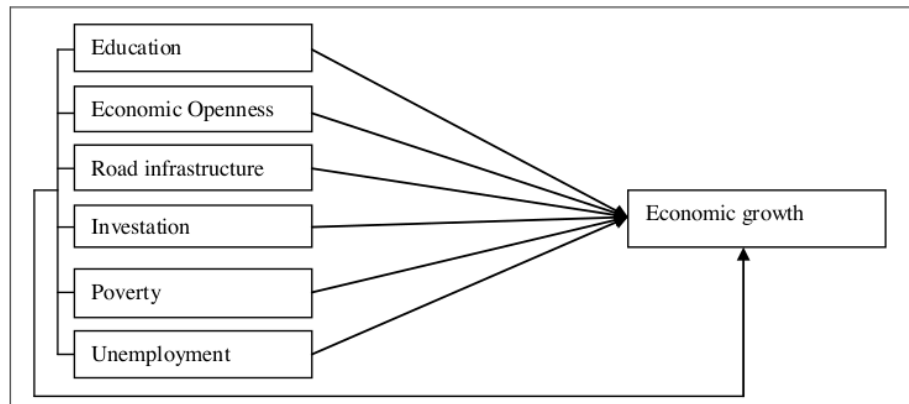 Education
Economic Openness
Road infrastructure
Investation
Poverty
Unemployment
Economic growth